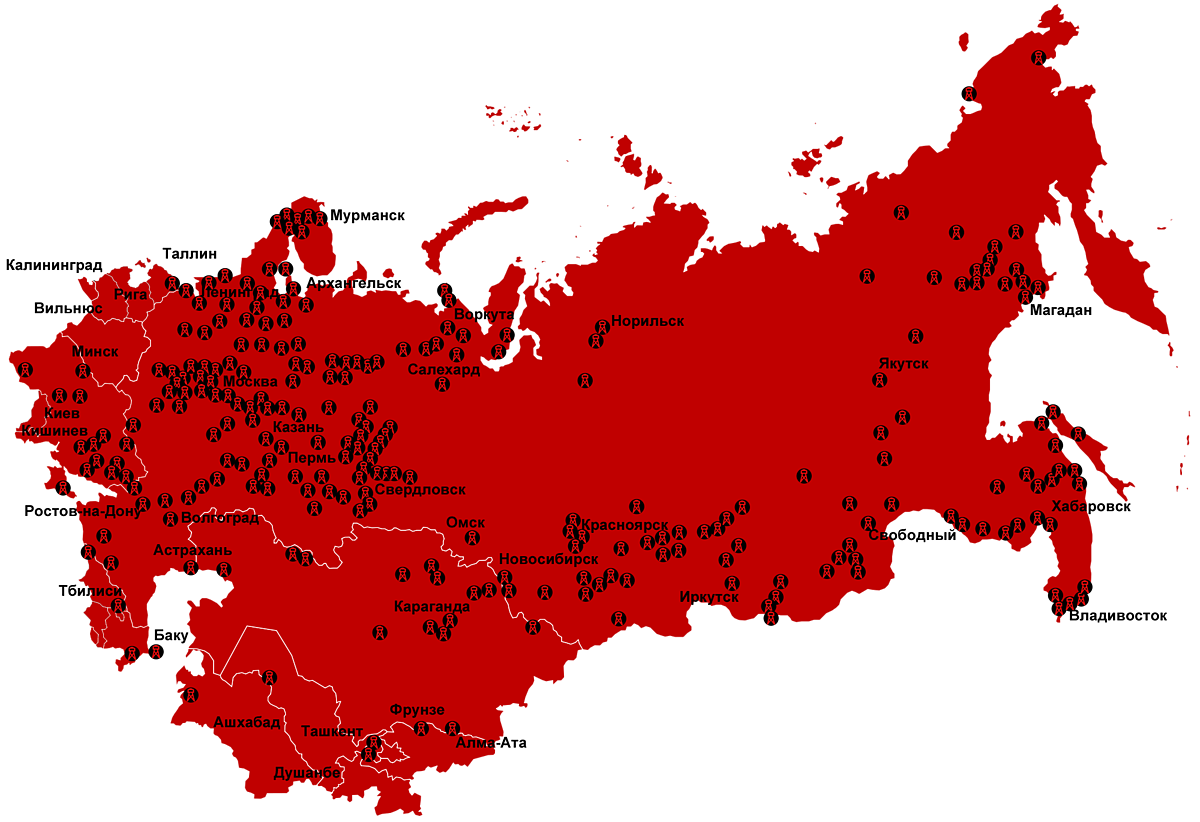 Мурманск
Таллин
Калининград
Архангельск
Рига
Ленинград
Вильнюс
Воркута
Норильск
Магадан
Минск
Салехард
Якутск
Москва
Киев
Казань
Кишинев
Пермь
Свердловск
Ростов-на-Дону
Волгоград
Хабаровск
Омск
Красноярск
Свободный
Астрахань
Новосибирск
Тбилиси
Караганда
Иркутск
Владивосток
Баку
Фрунзе
Ашхабад
Ташкент
Алма-Ата
Душанбе